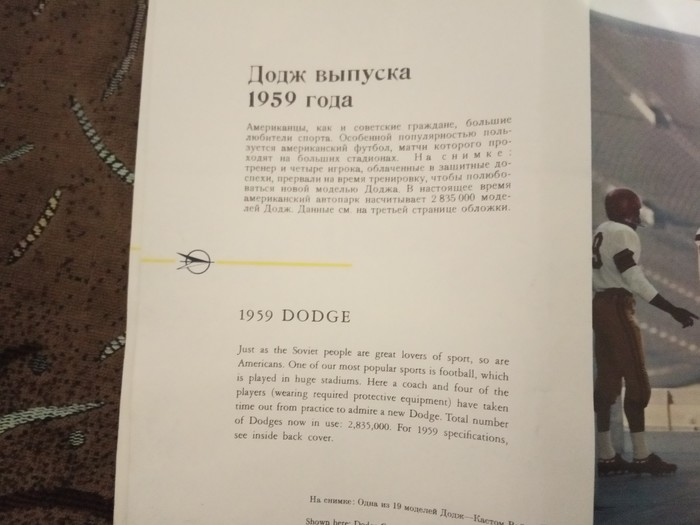 Додж выпуска
1959 года
Американцы, как и советские граждане, большие
любители спорта. Особенной популярностью поль-
зуется американский футбол, матчи которого про-
ходят на больших стадионах. На снимке:
тренер и четыре игрока, облаченные в защитные до-
спехи, прервали на время тренировку, чтобы полюбо-
ваться новой моделью Доджа. В настоящее время
американский автопарк насчитывает 2 835 000 моде-
лей Додж. Данные см. на третьей странице обложки.
1959 DODGE
Just as the Soviet people are great lovers of sport, so are
Americans. One of our most popular sports is football, which
is played in huge stadiums. Here a coach and four of the
players (wearing required protective equipment) have taken
time out from practice to admire a new Dodge. Total number
of Dodges now in use: 2,835,000. For 1959 specifications,
see inside back cover.
На снимке: Одна из 19 моделей Додж—Кастом
Shown here: Dodge